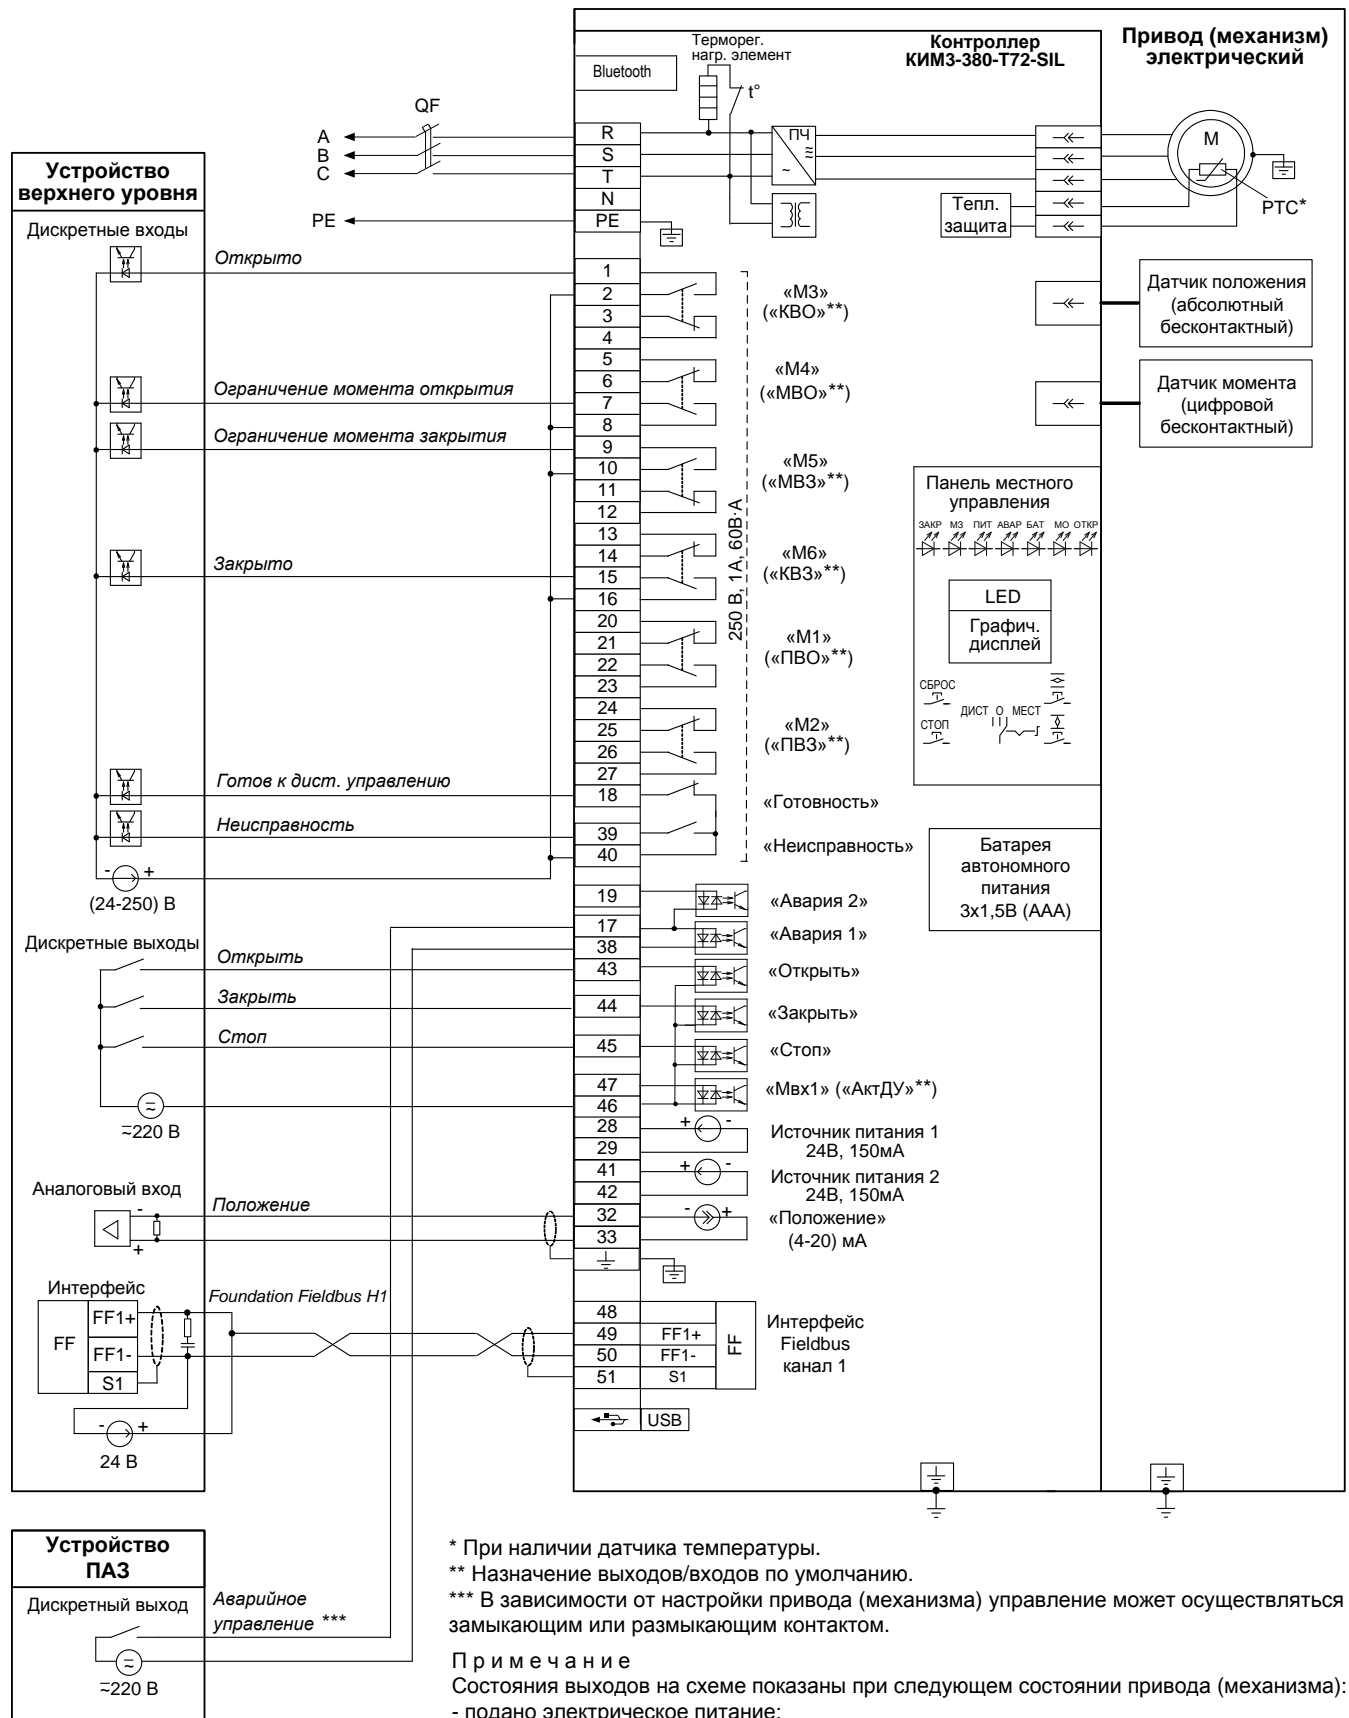 Bluetooth
Терморег.
нагр. элемент
t°
Контроллер
КИМ3-380-Т72-SIL
Привод (механизм)
электрический
QF
A
B
C
PE
R
S
T
N
PE
ПЧ
≈
~
M
PTC*
Тепл.
защита
Устройство
верхнего уровня
Дискретные входы
Открыто
Ограничение момента открытия
Ограничение момента закрытия
Закрыто
Готов к дист. управлению
Неисправность
- +
(24-250) В
1
2
3
4
5
6
7
8
9
10
11
12
13
14
15
16
20
21
22
23
24
25
26
27
18
39
40
«М3»
(«КВО»**)
«М4»
(«МВО»**)
«М5»
(«МВЗ»**)
«М6»
(«КВЗ»**)
«М1»
(«ПВО»**)
«М2»
(«ПВЗ»**)
«Готовность»
«Неисправность»
250 В, 1А, 60В·А
Датчик положения
(абсолютный
бесконтактный)
Датчик момента
(цифровой
бесконтактный)
Панель местного
управления
ЗАКР МЗ ПИТ АВАР БАТ МО ОТКР
LED
Графич.
дисплей
СБРОС
СТОП
ДИСТ О МЕСТ
Батарея
автономного
питания
3x1,5В (ААА)
Дискретные выходы
Открыть
Закрыть
Стоп
≂220 В
19
17
38
43
44
45
47
46
28
29
41
42
32
33
«Авария 2»
«Авария 1»
«Открыть»
«Закрыть»
«Стоп»
«Мвх1» («АктДУ»**)
+ -
Источник питания 1
24В, 150мА
+ -
Источник питания 2
24В, 150мА
- +
«Положение»
(4-20) мА
Аналоговый вход
-
+
Положение
Интерфейс
FF
FF1+
FF1-
S1
- +
24 В
Foundation Fieldbus H1
48
49
50
51
FF1+
FF1-
S1
FF
Интерфейс
Fieldbus
канал 1
USB
Устройство
ПАЗ
Дискретный выход
Аварийное
управление ***
≂220 В
* При наличии датчика температуры.
** Назначение выходов/входов по умолчанию.
*** В зависимости от настройки привода (механизма) управление может осуществляться
замыкающим или размыкающим контактом.
П р и м е ч а н и е
Состояния выходов на схеме показаны при следующем состоянии привода (механизма):
- подано электрическое питание;